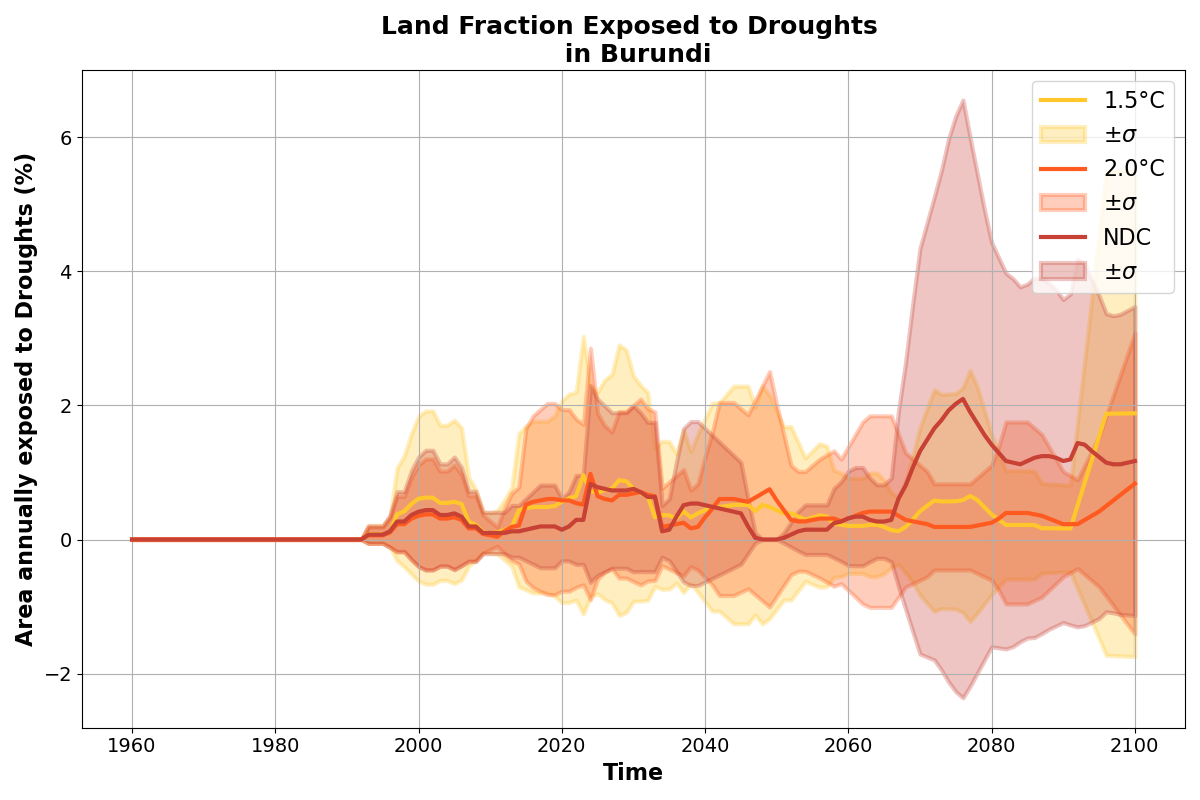 Land Fraction Exposed to Droughts
in Burundi
Area annually exposed to Droughts (%)
6
4
2
0
−2
1960 1980 2000 2020 2040 2060 2080 2100
Time
1.5°C
±σ
2.0°C
±σ
NDC
±σ